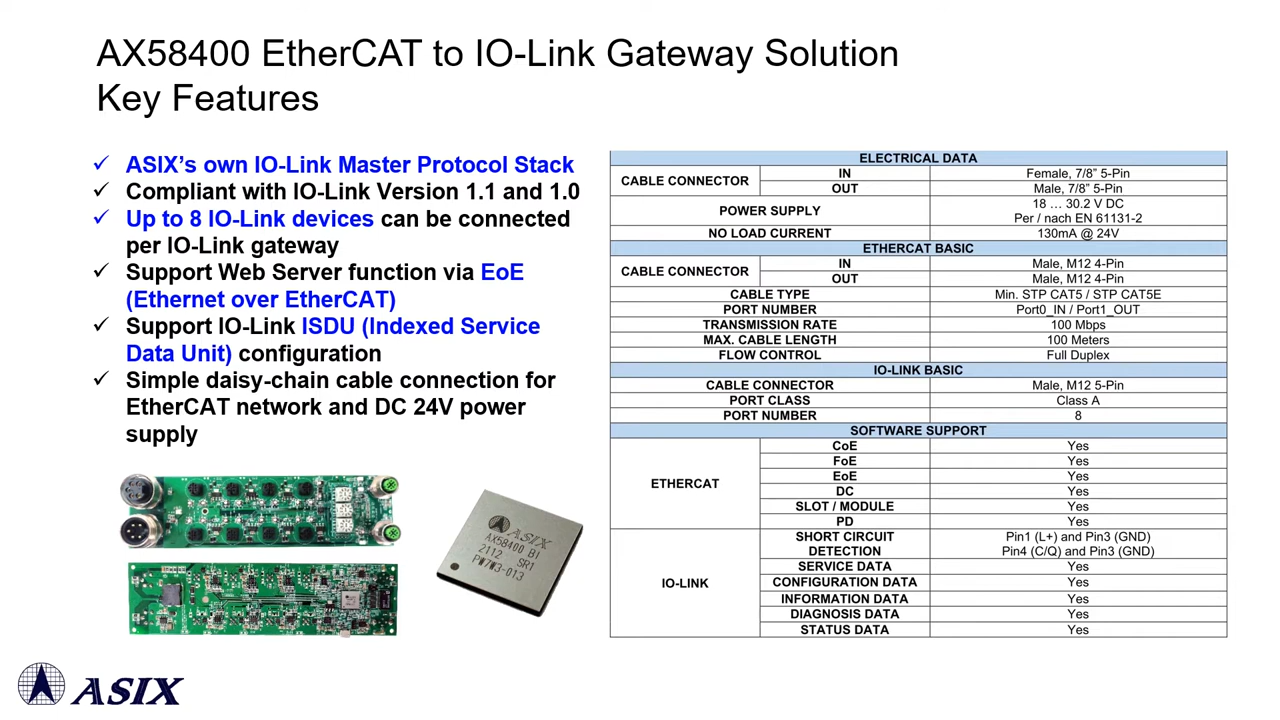 AX58400 EtherCAT to IO-Link Gateway Solution
Key Features
✓ ASIX's own IO-Link Master Protocol Stack
✓ Compliant with IO-Link Version 1.1 and 1.0
✓ Up to 8 IO-Link devices can be connected
per IO-Link gateway
✓ Support Web Server function via EoE
(Ethernet over EtherCAT)
✓ Support IO-Link ISDU (Indexed Service
Data Unit) configuration
✓ Simple daisy-chain cable connection for
EtherCAT network and DC 24V power
supply
ELECTRICAL DATA
CABLE CONNECTOR IN Female, 7/8” 5-Pin
OUT Male, 7/8” 5-Pin
POWER SUPPLY 18 … 30.2 V DC
Per / nach EN 61131-2
NO LOAD CURRENT 130mA @ 24V
ETHERCAT BASIC
CABLE CONNECTOR IN Male, M12 4-Pin
OUT Male, M12 4-Pin
CABLE TYPE Min. STP CAT5 / STP CAT5E
PORT NUMBER Port0_IN / Port1_OUT
TRANSMISSION RATE 100 Mbps
MAX. CABLE LENGTH 100 Meters
FLOW CONTROL Full Duplex
IO-LINK BASIC
CABLE CONNECTOR Male, M12 5-Pin
PORT CLASS Class A
PORT NUMBER 8
SOFTWARE SUPPORT
ETHERCAT CoE Yes
FoE Yes
EoE Yes
DC Yes
SLOT / MODULE Yes
PD Yes
IO-LINK SHORT CIRCUIT DETECTION Pin1 (L+) and Pin3 (GND)
Pin4 (C/Q) and Pin3 (GND)
SERVICE DATA Yes
CONFIGURATION DATA Yes
INFORMATION DATA Yes
DIAGNOSIS DATA Yes
STATUS DATA Yes
ASIX
AX58400 BI
2112 SR1
PW7W3-013
ASIX